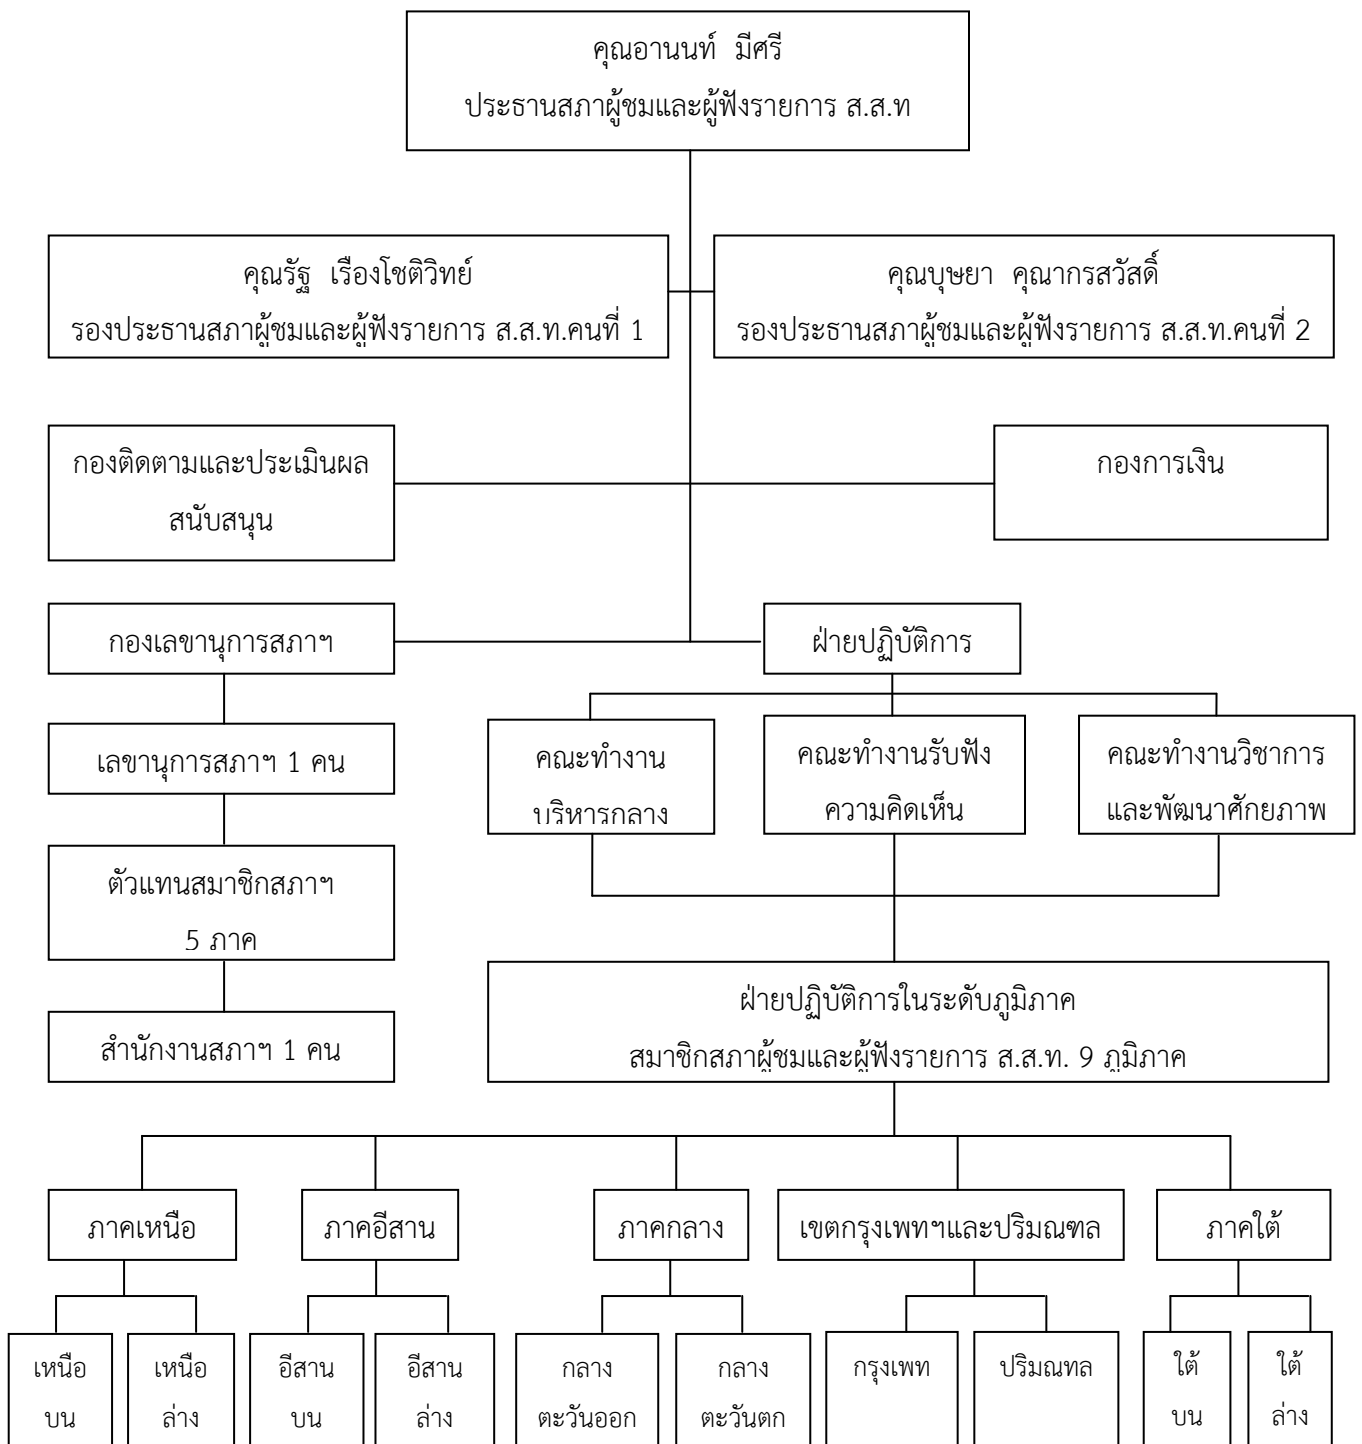 คุณอานนท์  มีศรี
ประธานสภาผู้ชมและผู้ฟังรายการ ส.ส.ท
คุณรัฐ  เรืองโชติวิทย์
รองประธานสภาผู้ชมและผู้ฟังรายการ ส.ส.ท.คนที่ 1
คุณบุษยา  คุณากรสวัสดิ์
รองประธานสภาผู้ชมและผู้ฟังรายการ ส.ส.ท.คนที่ 2
กองติดตามและประเมินผล
สนับสนุน
กองการเงิน
กองเลขานุการสภาฯ
ฝ่ายปฏิบัติการ
เลขานุการสภาฯ 1 คน
คณะทำงาน
บริหารกลาง
คณะทำงานรับฟัง
ความคิดเห็น
คณะทำงานวิชาการ
และพัฒนาศักยภาพ
ตัวแทนสมาชิกสภาฯ
5 ภาค
สำนักงานสภาฯ 1 คน
ฝ่ายปฏิบัติการในระดับภูมิภาค
สมาชิกสภาผู้ชมและผู้ฟังรายการ ส.ส.ท. 9 ภูมิภาค
ภาคเหนือ
ภาคอีสาน
ภาคกลาง
เขตกรุงเพทฯและปริมณฑล
ภาคใต้
เหนือ
บน
เหนือ
ล่าง
อีสาน
บน
อีสาน
ล่าง
กลาง
ตะวันออก
กลาง
ตะวันตก
กรุงเพท
ปริมณทล
ใต้
บน
ใต้
ล่าง